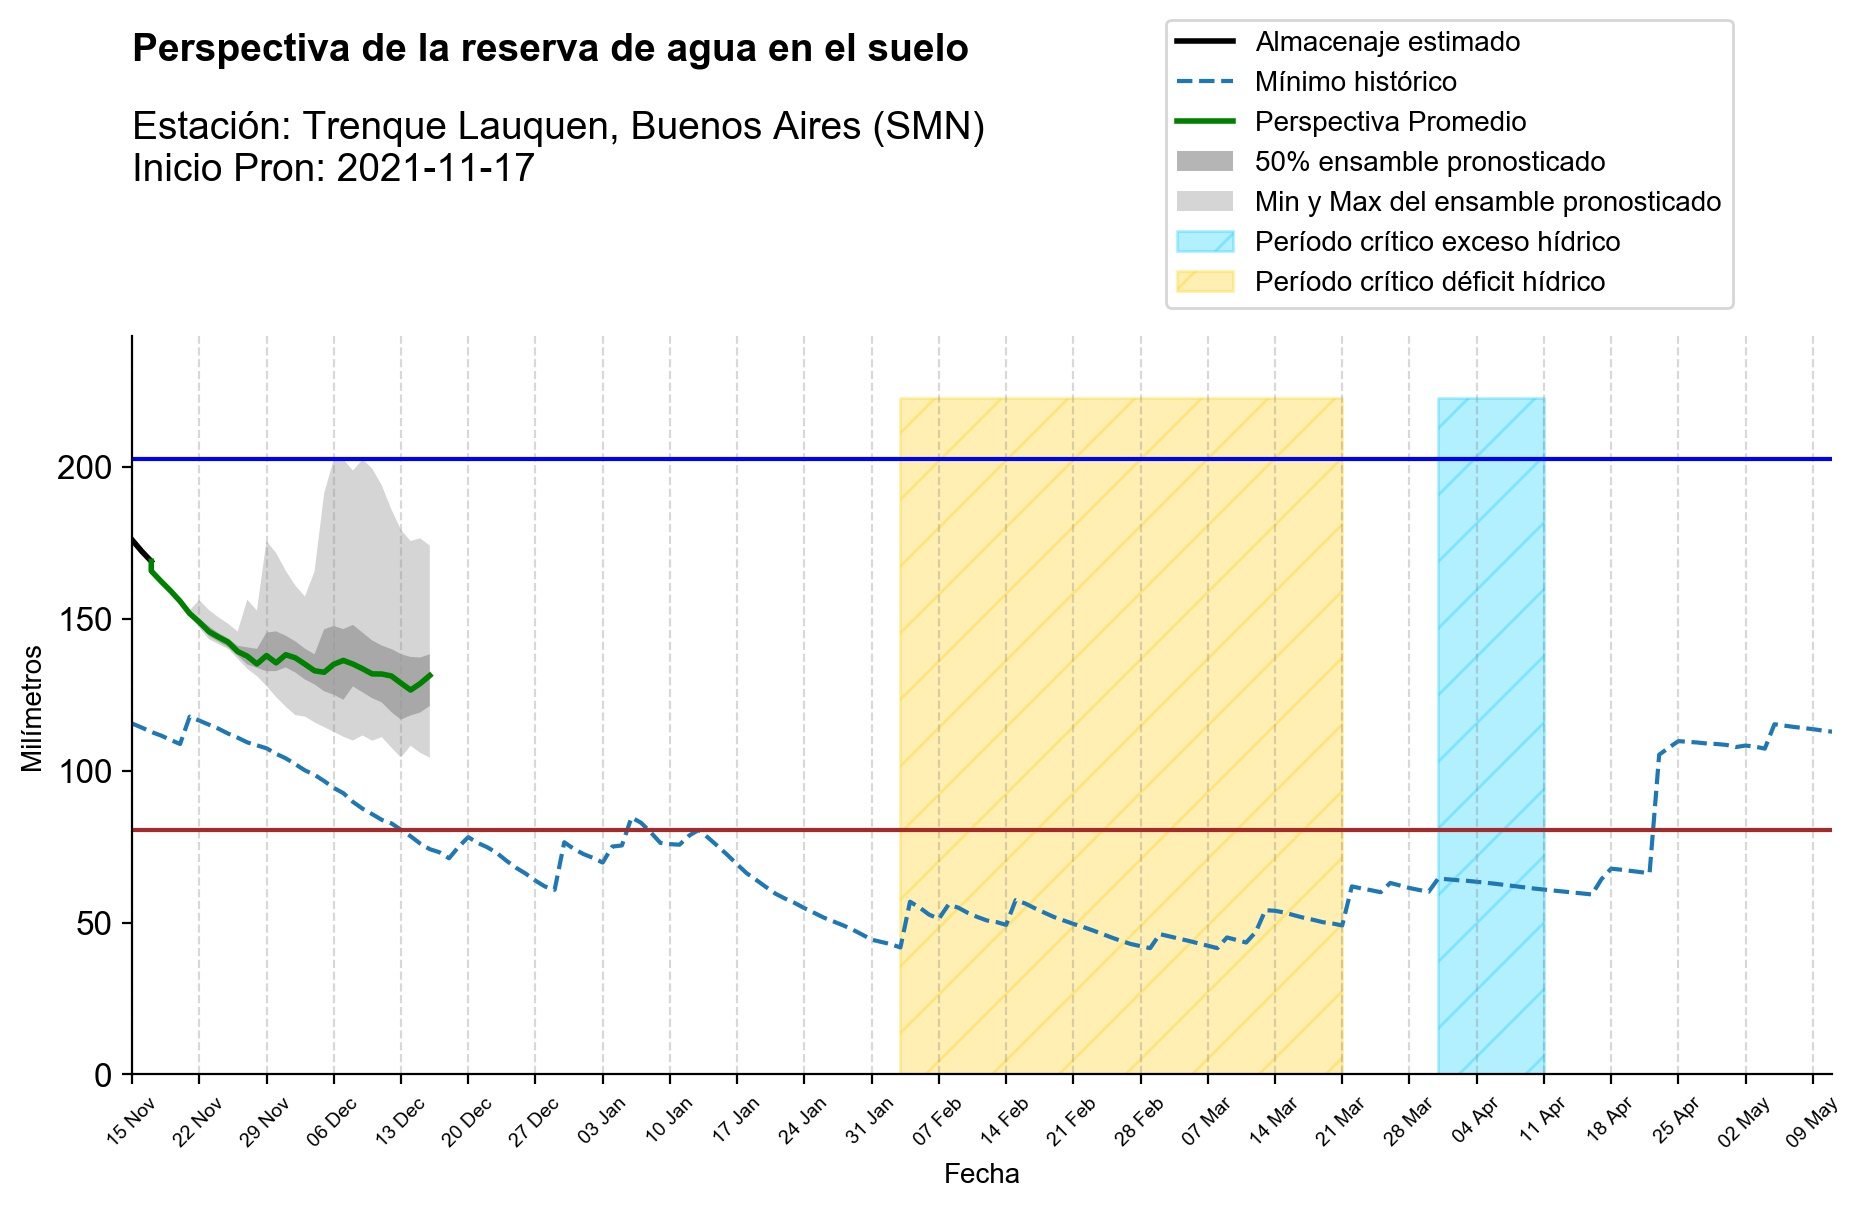 Perspectiva de la reserva de agua en el suelo
Estación: Trenque Lauquen, Buenos Aires (SMN)
Inicio Pron: 2021-11-17
Almacenaje estimado
Mínimo histórico
Perspectiva Promedio
50% ensamble pronosticado
Min y Max del ensamble pronosticado
Período crítico exceso hídrico
Período crítico déficit hídrico
Milímetros
200
150
100
50
0
15 Nov
22 Nov
29 Nov
06 Dec
13 Dec
20 Dec
27 Dec
03 Jan
10 Jan
17 Jan
24 Jan
31 Jan
07 Feb
14 Feb
21 Feb
28 Feb
07 Mar
14 Mar
21 Mar
28 Mar
04 Apr
11 Apr
18 Apr
25 Apr
02 May
09 May
Fecha